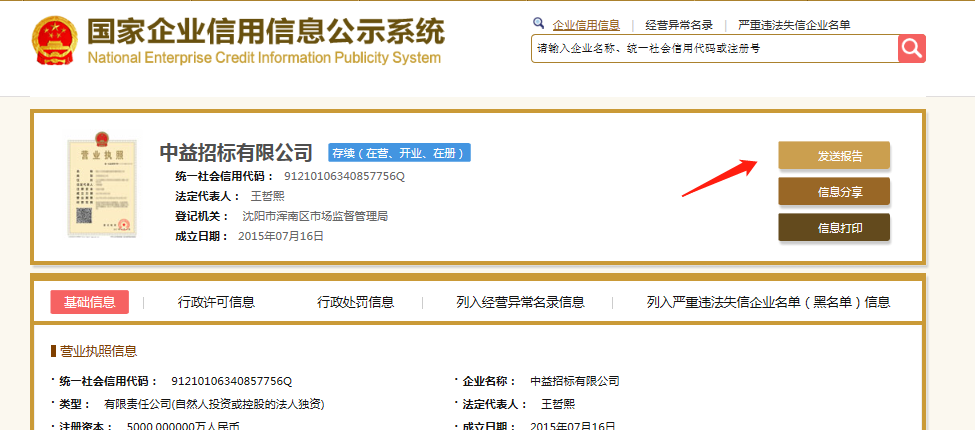 国家企业信用信息公示系统
National Enterprise Credit Information Publicity System
企业信用信息 | 经营异常名录 | 严重违法失信企业名单
请输入企业名称、统一社会信用代码或注册号
营业执照
中益招标有限公司 存续（在营、开业、在册）
统一社会信用代码： 91210106340857756Q
法定代表人： 王哲熙
登记机关： 沈阳市浑南区市场监督管理局
成立日期： 2015年07月16日
发送报告
信息分享
信息打印
基础信息 | 行政许可信息 行政处罚信息 | 列入经营异常名录信息 | 列入严重违法失信企业名单（黑名单）信息
营业执照信息
· 统一社会信用代码： 91210106340857756Q · 企业名称： 中益招标有限公司
· 类型： 有限责任公司(自然人投资或控股的法人独资) · 法定代表人： 王哲熙
· 注册资本： 5000.000000万人民币 · 成立日期： 2015年07月16日